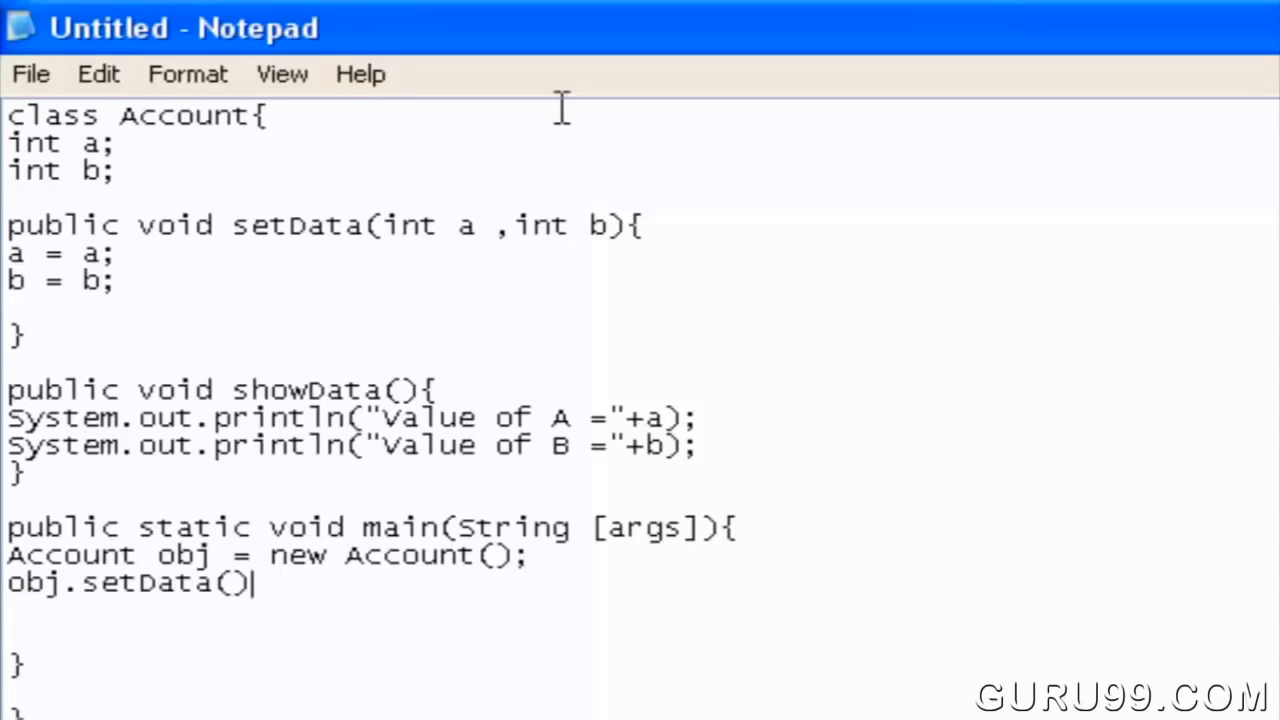 Untitled - Notepad
File Edit Format View Help
class Account{
int a;
int b;
public void setData(int a ,int b){
a = a;
b = b;
}
public void showData(){
System.out.println("Value of A ="+a);
System.out.println("Value of B ="+b);
}
public static void main(String [args]){
Account obj = new Account();
obj.setData()
}
}
GURU99.COM